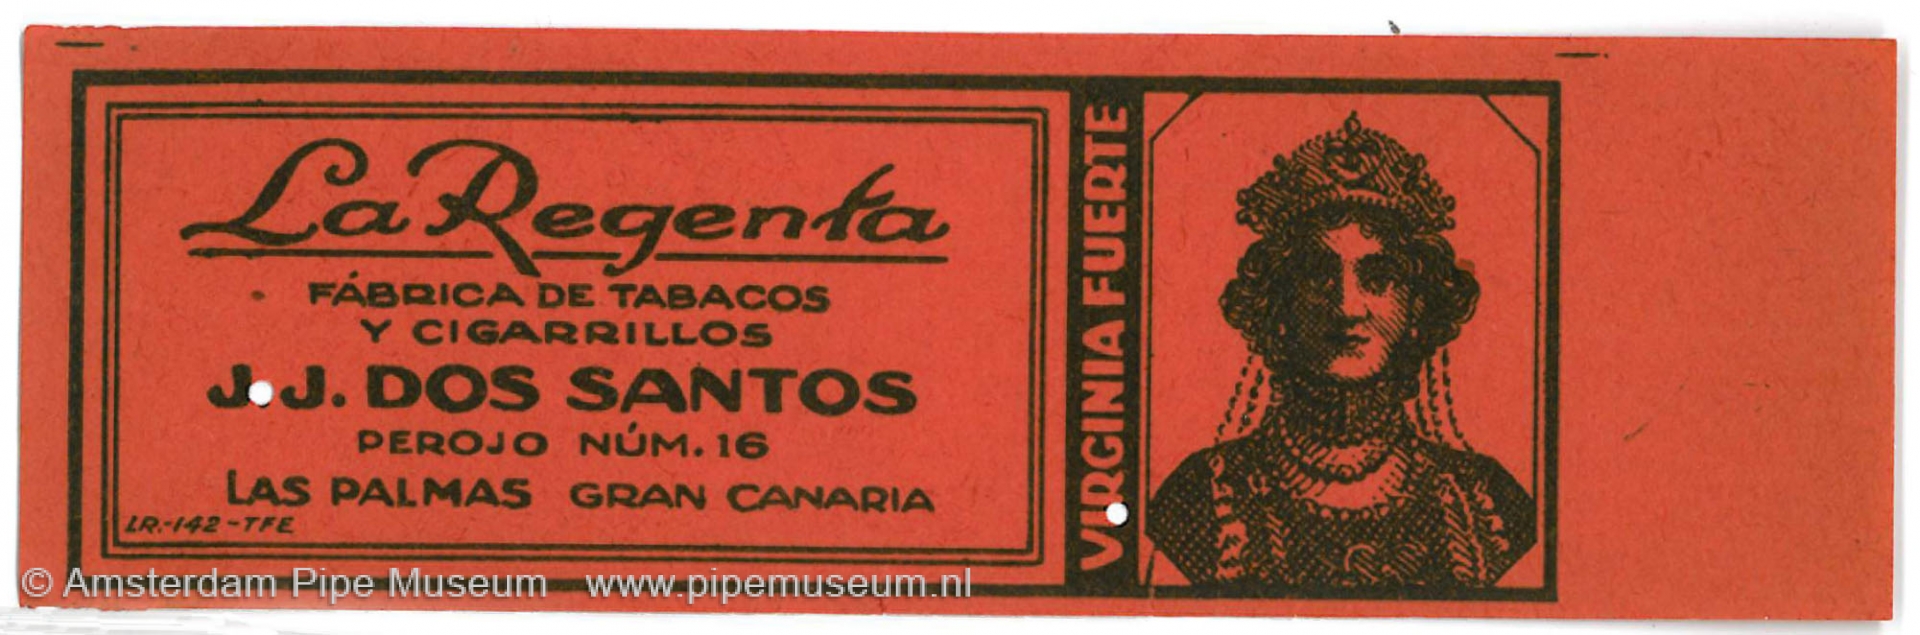 La Regenta
FÁBRICA DE TABACOS
Y CIGARRILLOS
J.J. DOS SANTOS
PEROJO NÚM. 16
LAS PALMAS GRAN CANARIA
LR.-142-TFE
VIRGINIA FUERTE
© Amsterdam Pipe Museum www.pipemuseum.nl